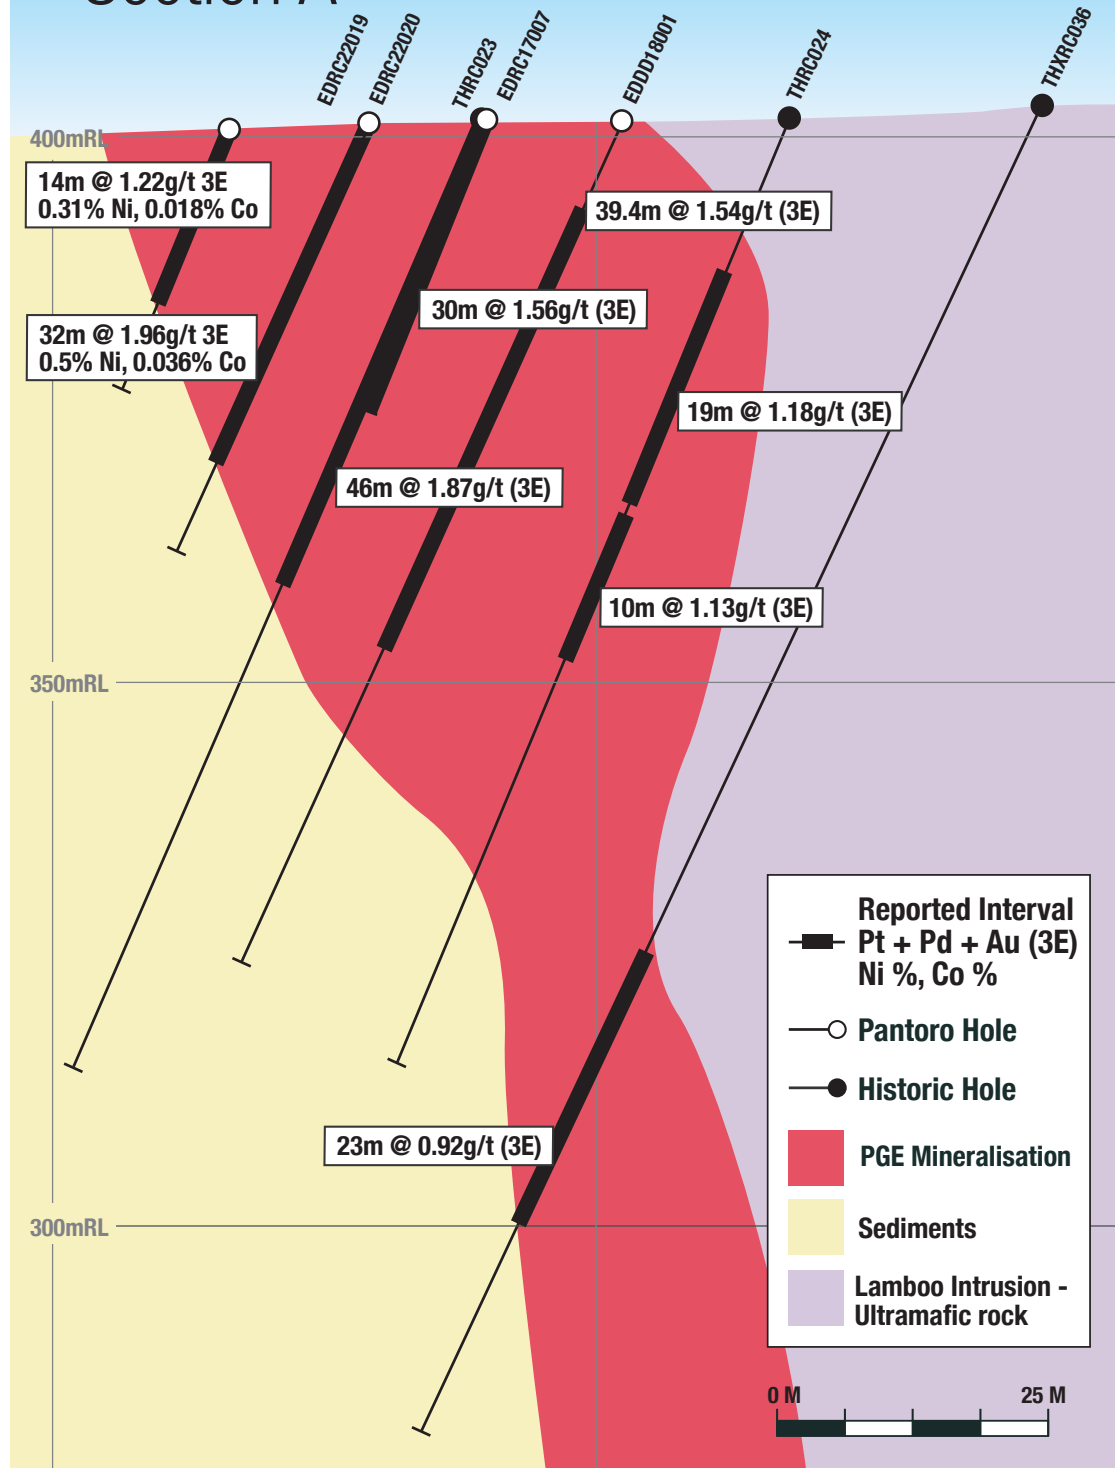 Section A
EDRC22019
EDRC22020
THRC023
EDRC17007
EDDD18001
THRC024
THXRC036
400mRL
14m @ 1.22g/t 3E
0.31% Ni, 0.018% Co
39.4m @ 1.54g/t (3E)
30m @ 1.56g/t (3E)
32m @ 1.96g/t 3E
0.5% Ni, 0.036% Co
19m @ 1.18g/t (3E)
46m @ 1.87g/t (3E)
10m @ 1.13g/t (3E)
350mRL
Reported Interval
Pt + Pd + Au (3E)
Ni %, Co %
Pantoro Hole
Historic Hole
23m @ 0.92g/t (3E)
PGE Mineralisation
300mRL
Sediments
Lamboo Intrusion -
Ultramafic rock
0 M
25 M